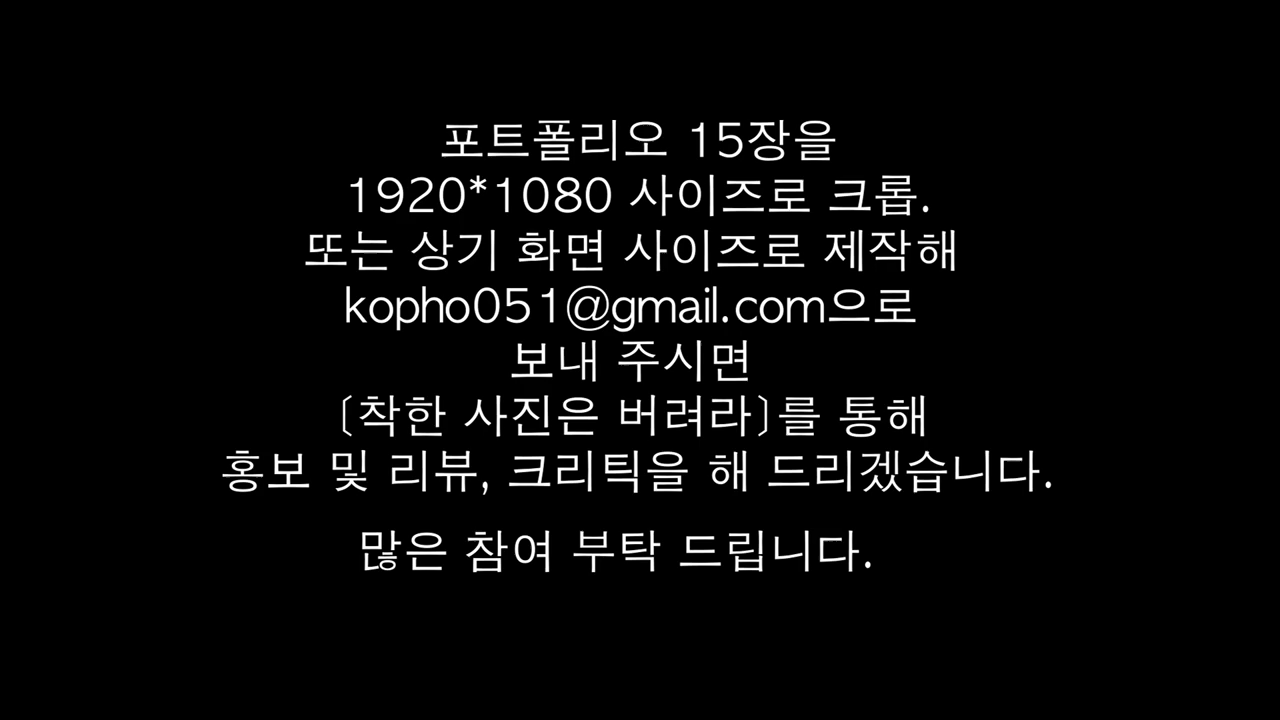 포트폴리오 15장을
1920*1080 사이즈로 크롭.
또는 상기 화면 사이즈로 제작해
kopho051@gmail.com으로
보내 주시면
〔착한 사진은 버려라〕를 통해
홍보 및 리뷰, 크리틱을 해 드리겠습니다.
많은 참여 부탁 드립니다.